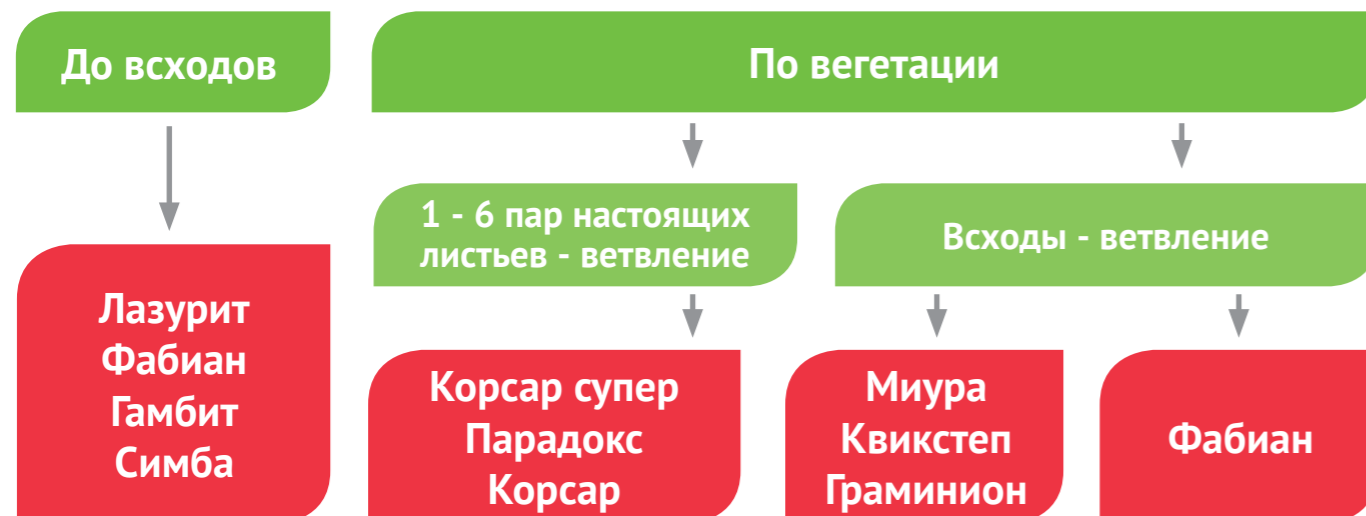 До всходов
По вегетации
1 - 6 пар настоящих
листьев - ветвление
Всходы - ветвление
Лазурит
Фабиан
Гамбит
Симба
Корсар супер
Парадокс
Корсар
Миура
Квикстеп
Граминион
Фабиан